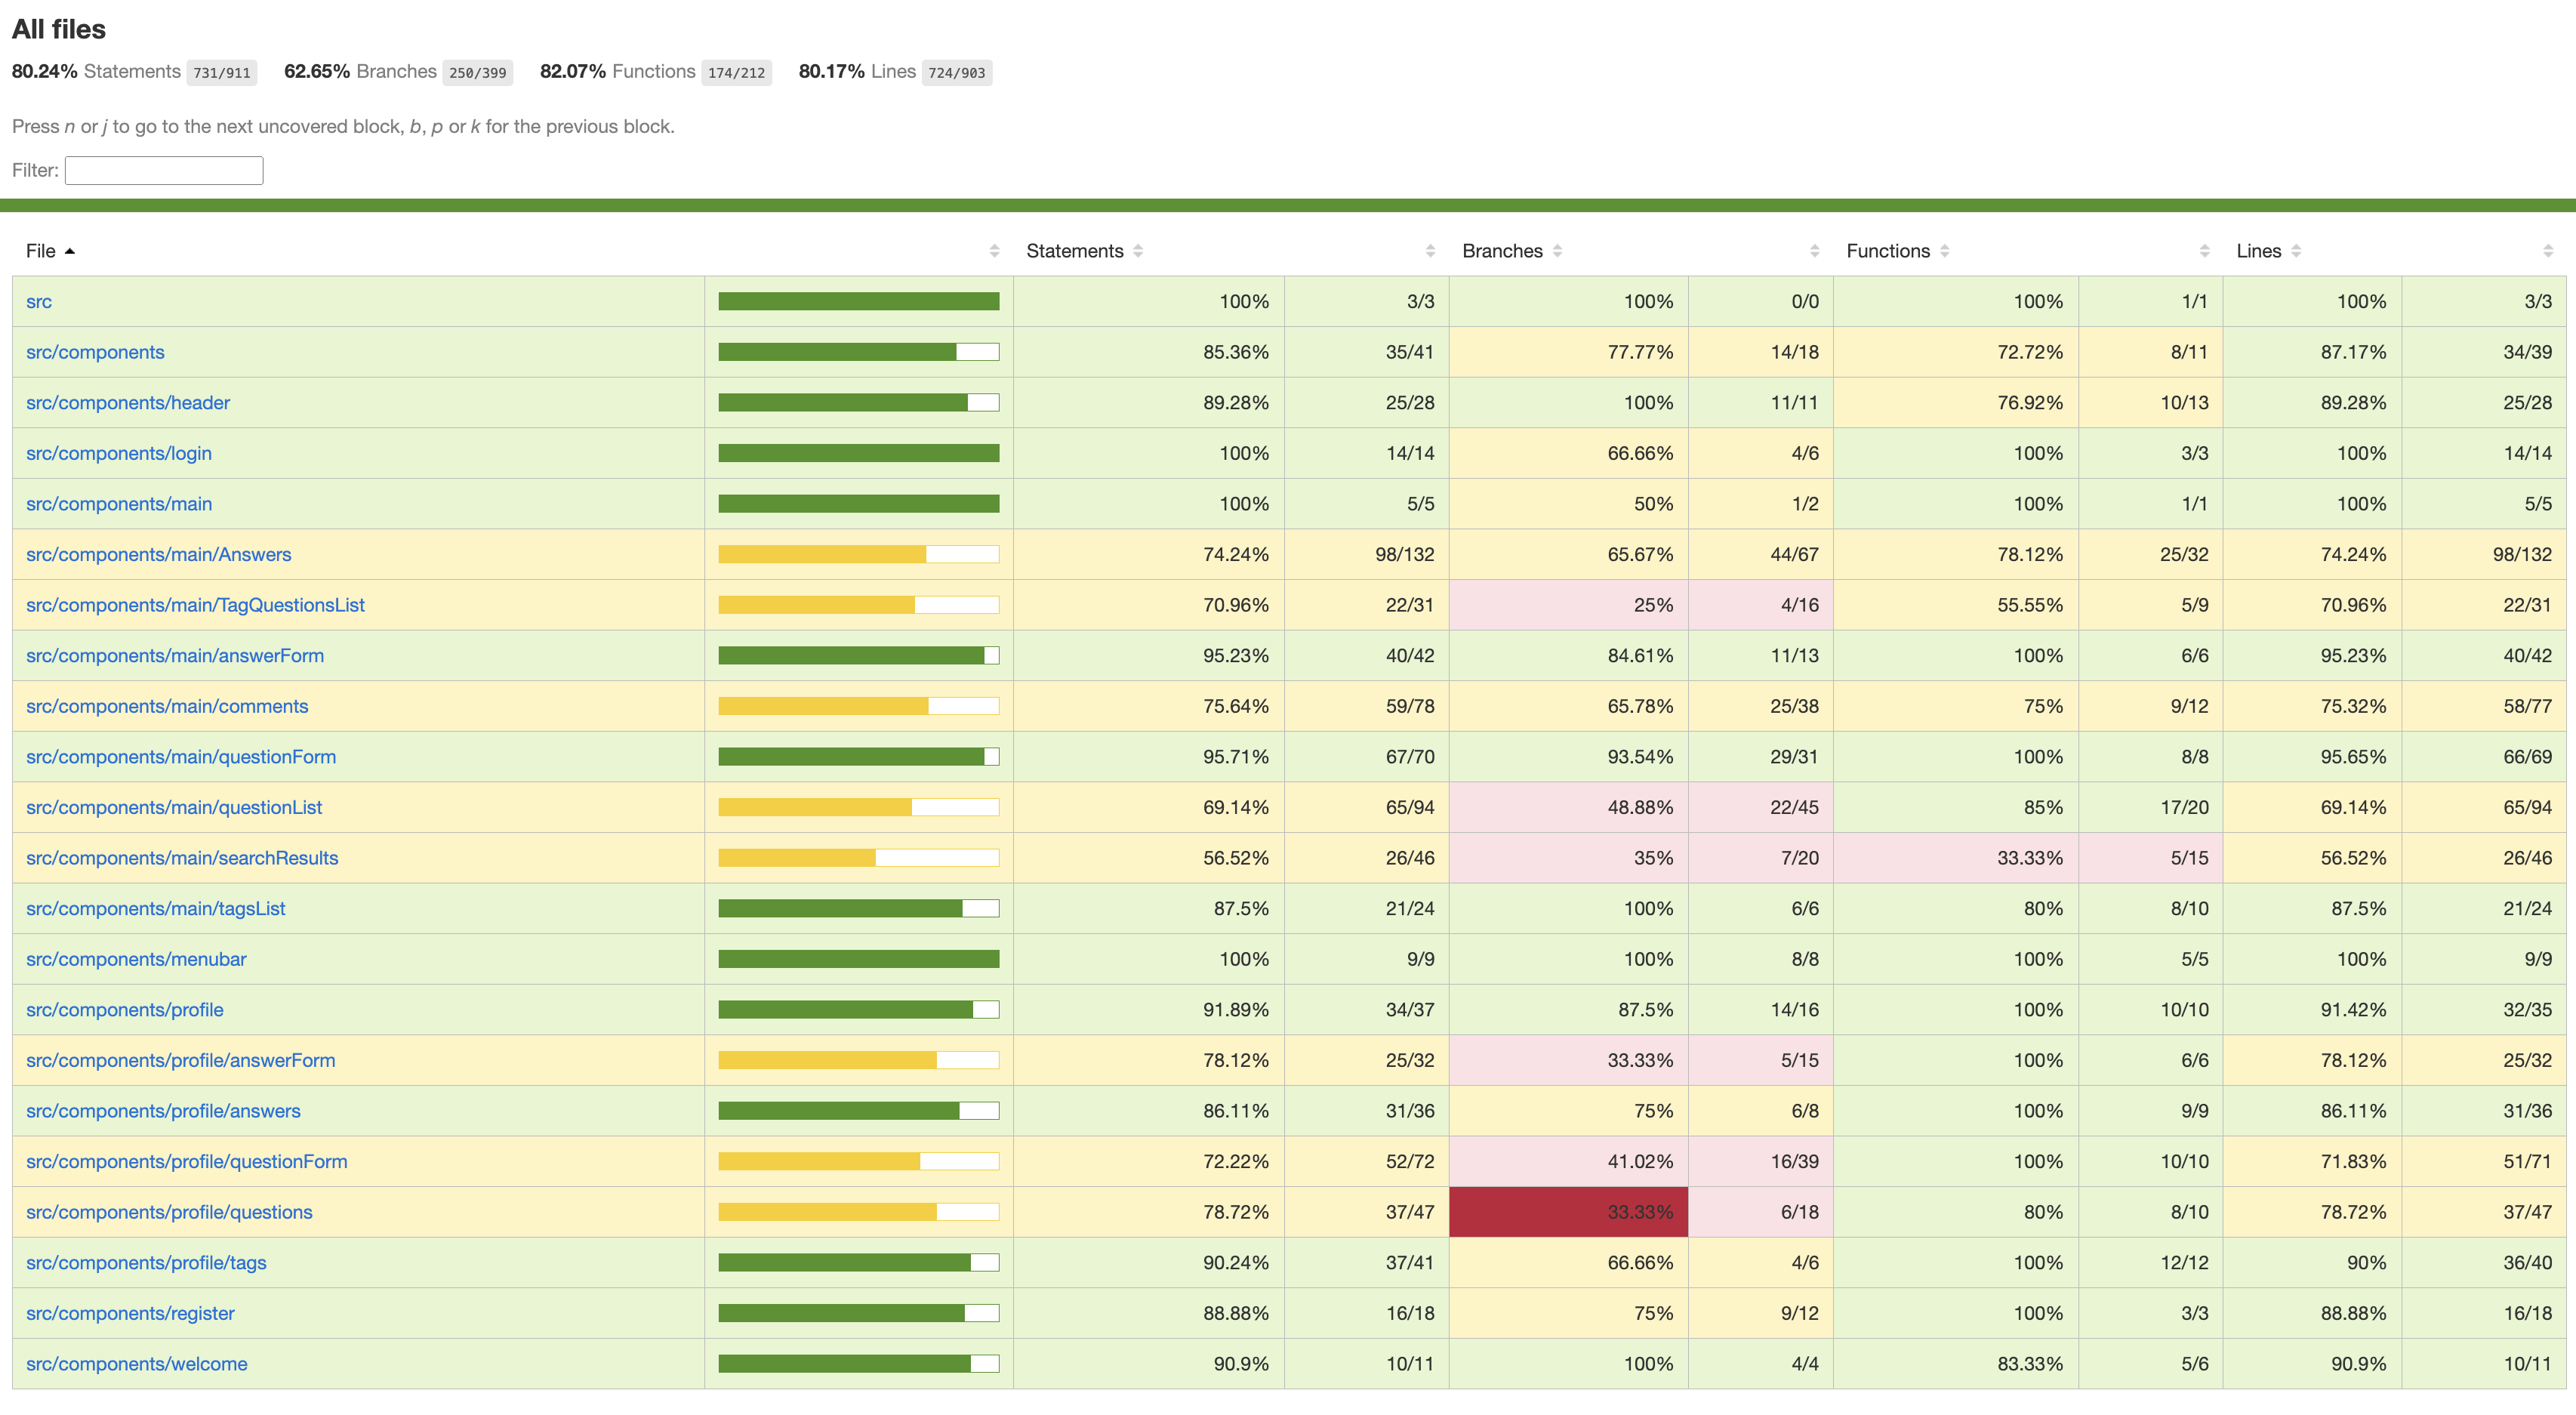 All files
80.24% Statements 731/911 62.65% Branches 250/399 82.07% Functions 174/212 80.17% Lines 724/903
Press n or j to go to the next uncovered block, b, p or k for the previous block.
Filter:
File Statements Branches Functions Lines
src 100% 3/3 100% 0/0 100% 1/1 100% 3/3
src/components 85.36% 35/41 77.77% 14/18 72.72% 8/11 87.17% 34/39
src/components/header 89.28% 25/28 100% 11/11 76.92% 10/13 89.28% 25/28
src/components/login 100% 14/14 66.66% 4/6 100% 3/3 100% 14/14
src/components/main 100% 5/5 50% 1/2 100% 1/1 100% 5/5
src/components/main/Answers 74.24% 98/132 65.67% 44/67 78.12% 25/32 74.24% 98/132
src/components/main/TagQuestionsList 70.96% 22/31 25% 4/16 55.55% 5/9 70.96% 22/31
src/components/main/answerForm 95.23% 40/42 84.61% 11/13 100% 6/6 95.23% 40/42
src/components/main/comments 75.64% 59/78 65.78% 25/38 75% 9/12 75.32% 58/77
src/components/main/questionForm 95.71% 67/70 93.54% 29/31 100% 8/8 95.65% 66/69
src/components/main/questionList 69.14% 65/94 48.88% 22/45 85% 17/20 69.14% 65/94
src/components/main/searchResults 56.52% 26/46 35% 7/20 33.33% 5/15 56.52% 26/46
src/components/main/tagsList 87.5% 21/24 100% 6/6 80% 8/10 87.5% 21/24
src/components/menubar 100% 9/9 100% 8/8 100% 5/5 100% 9/9
src/components/profile 91.89% 34/37 87.5% 14/16 100% 10/10 91.42% 32/35
src/components/profile/answerForm 78.12% 25/32 33.33% 5/15 100% 6/6 78.12% 25/32
src/components/profile/answers 86.11% 31/36 75% 6/8 100% 9/9 86.11% 31/36
src/components/profile/questionForm 72.22% 52/72 41.02% 16/39 100% 10/10 71.83% 51/71
src/components/profile/questions 78.72% 37/47 33.33% 6/18 80% 8/10 78.72% 37/47
src/components/profile/tags 90.24% 37/41 66.66% 4/6 100% 12/12 90% 36/40
src/components/register 88.88% 16/18 75% 9/12 100% 3/3 88.88% 16/18
src/components/welcome 90.9% 10/11 100% 4/4 83.33% 5/6 90.9% 10/11